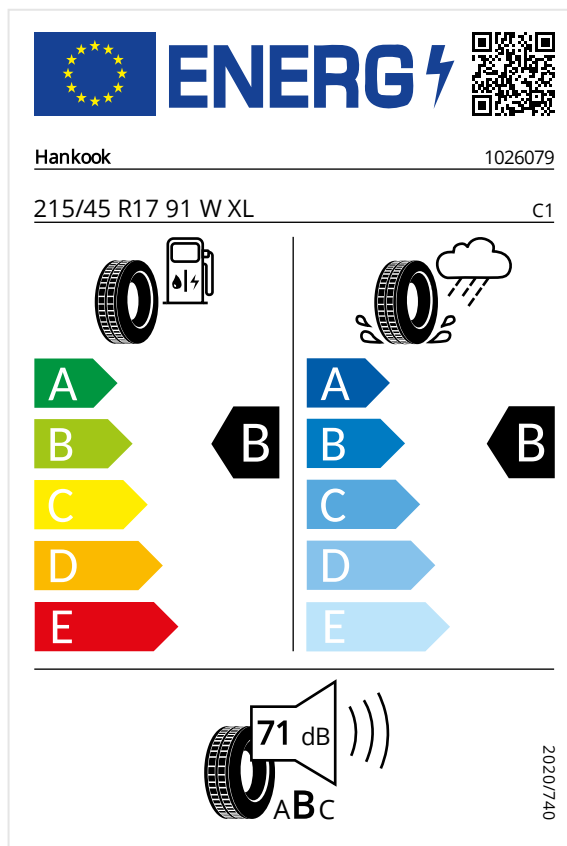 ENERG
Hankook 1026079
215/45 R17 91 W XL C1
A A
B B B B
C C
D D
E E
71 dB
ABC
2020/740